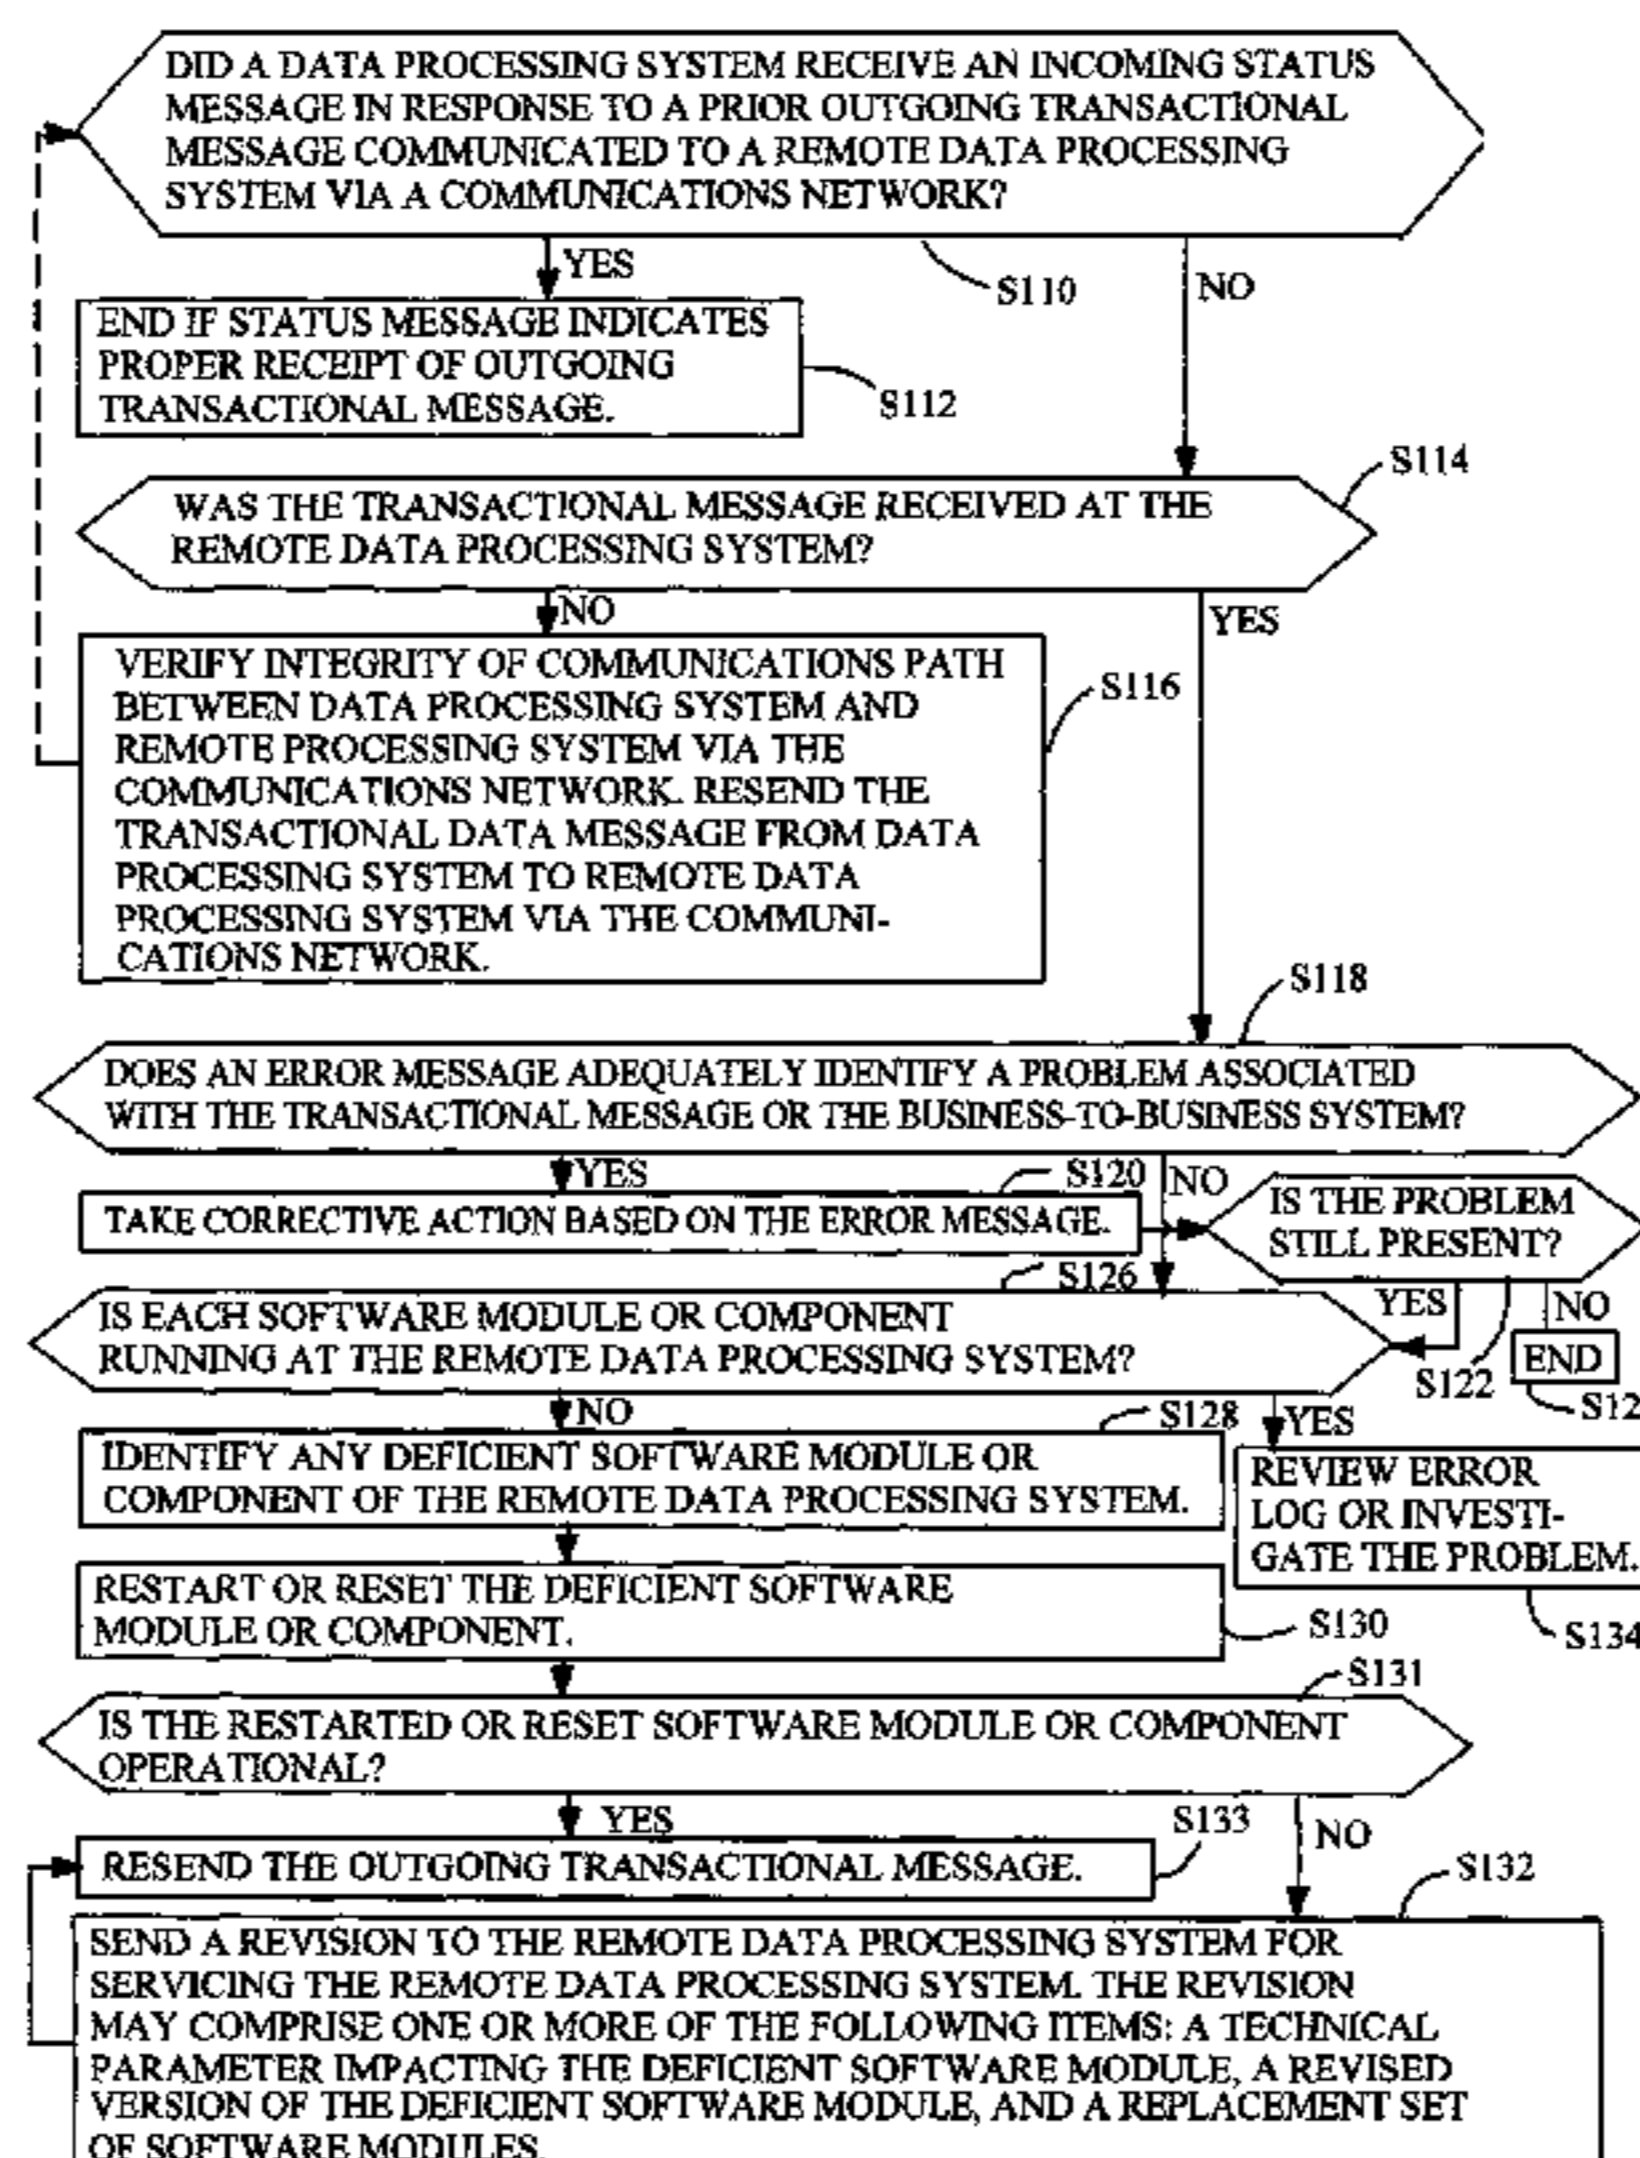 DID A DATA PROCESSING SYSTEM RECEIVE AN INCOMING STATUS
MESSAGE IN RESPONSE TO A PRIOR OUTGOING TRANSACTIONAL
MESSAGE COMMUNICATED TO A REMOTE DATA PROCESSING
SYSTEM VIA A COMMUNICATIONS NETWORK?
YES
S110
NO
END IF STATUS MESSAGE INDICATES
PROPER RECEIPT OF OUTGOING
TRANSACTIONAL MESSAGE.
S112
S114
WAS THE TRANSACTIONAL MESSAGE RECEIVED AT THE
REMOTE DATA PROCESSING SYSTEM?
NO
YES
VERIFY INTEGRITY OF COMMUNICATIONS PATH
BETWEEN DATA PROCESSING SYSTEM AND
REMOTE PROCESSING SYSTEM VIA THE
COMMUNICATIONS NETWORK. RESEND THE
TRANSACTIONAL DATA MESSAGE FROM DATA
PROCESSING SYSTEM TO REMOTE DATA
PROCESSING SYSTEM VIA THE COMMUNI-
CATIONS NETWORK.
S116
S118
DOES AN ERROR MESSAGE ADEQUATELY IDENTIFY A PROBLEM ASSOCIATED
WITH THE TRANSACTIONAL MESSAGE OR THE BUSINESS-TO-BUSINESS SYSTEM?
YES
S120
NO
TAKE CORRECTIVE ACTION BASED ON THE ERROR MESSAGE.
IS THE PROBLEM
STILL PRESENT?
S126
YES
NO
IS EACH SOFTWARE MODULE OR COMPONENT
RUNNING AT THE REMOTE DATA PROCESSING SYSTEM?
END
S122
S12
NO
S128
YES
IDENTIFY ANY DEFICIENT SOFTWARE MODULE OR
COMPONENT OF THE REMOTE DATA PROCESSING SYSTEM.
REVIEW ERROR
LOG OR INVESTI-
GATE THE PROBLEM.
RESTART OR RESET THE DEFICIENT SOFTWARE
MODULE OR COMPONENT.
S130
S134
S131
IS THE RESTARTED OR RESET SOFTWARE MODULE OR COMPONENT
OPERATIONAL?
YES
S133
NO
RESEND THE OUTGOING TRANSACTIONAL MESSAGE.
S132
SEND A REVISION TO THE REMOTE DATA PROCESSING SYSTEM FOR
SERVICING THE REMOTE DATA PROCESSING SYSTEM. THE REVISION
MAY COMPRISE ONE OR MORE OF THE FOLLOWING ITEMS: A TECHNICAL
PARAMETER IMPACTING THE DEFICIENT SOFTWARE MODULE, A REVISED
VERSION OF THE DEFICIENT SOFTWARE MODULE, AND A REPLACEMENT SET
OF SOFTWARE MODULES.